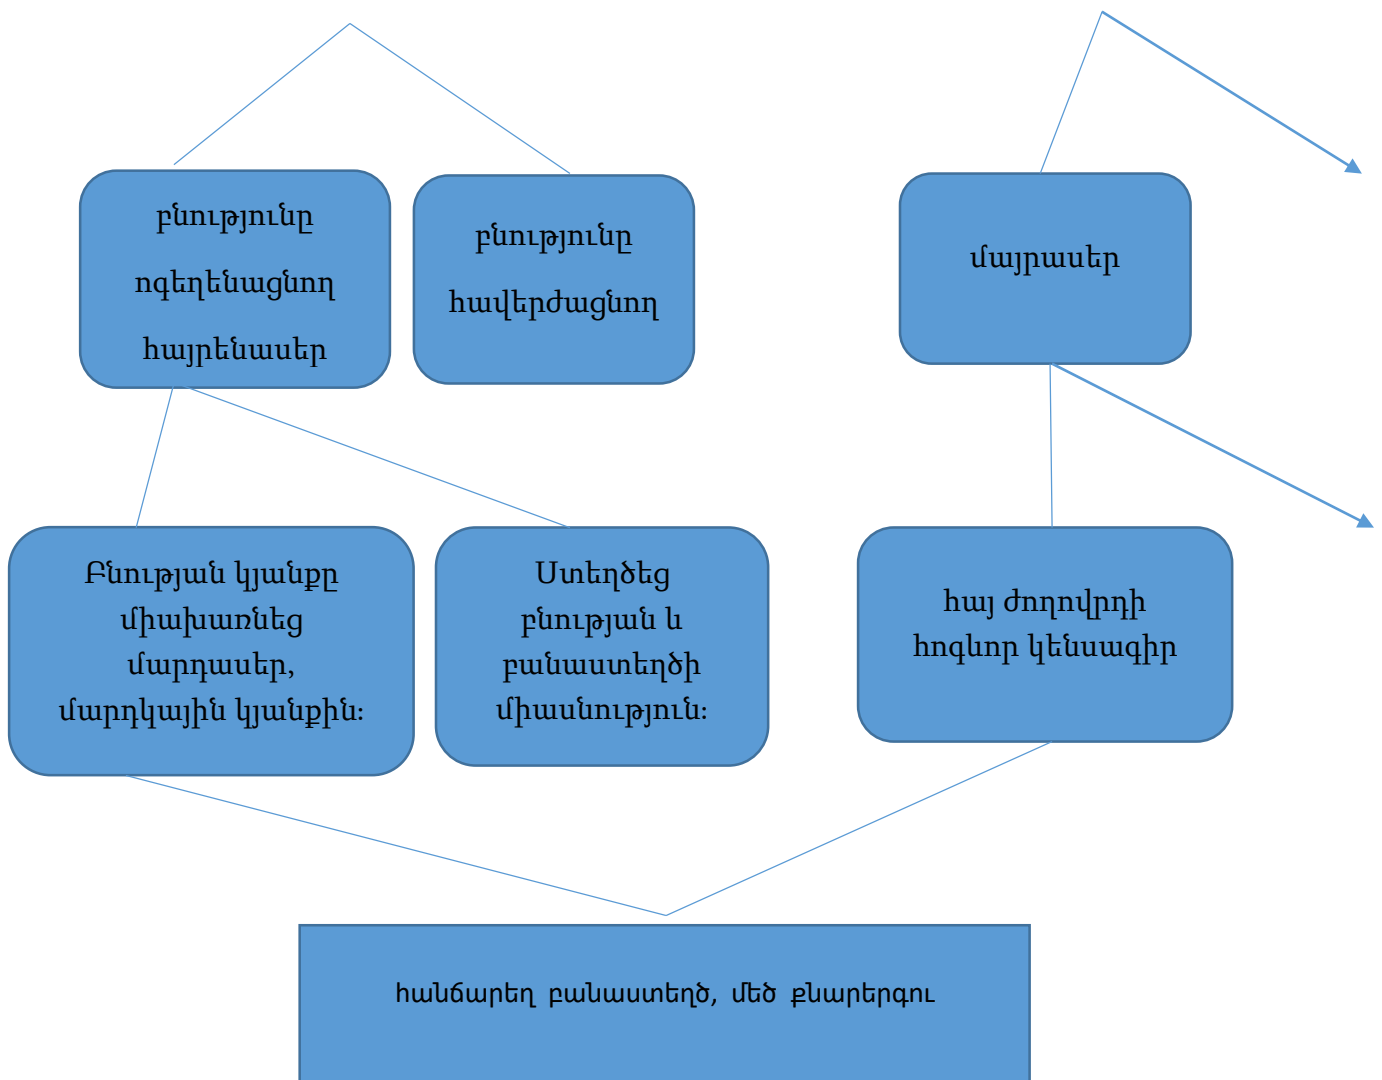 բնությունը
ոգեղենացնող
հայրենասեր
բնությունը
հավերժացնող
մայրասեր
Բնության կյանքը
միախառնեց
մարդասեր,
մարդկային կյանքին։
Ստեղծեց
բնության և
բանաստեղծի
միասնություն։
հայ ժողովրդի
հոգևոր կենսագիր
հանճարեղ բանաստեղծ, մեծ քնարերգու